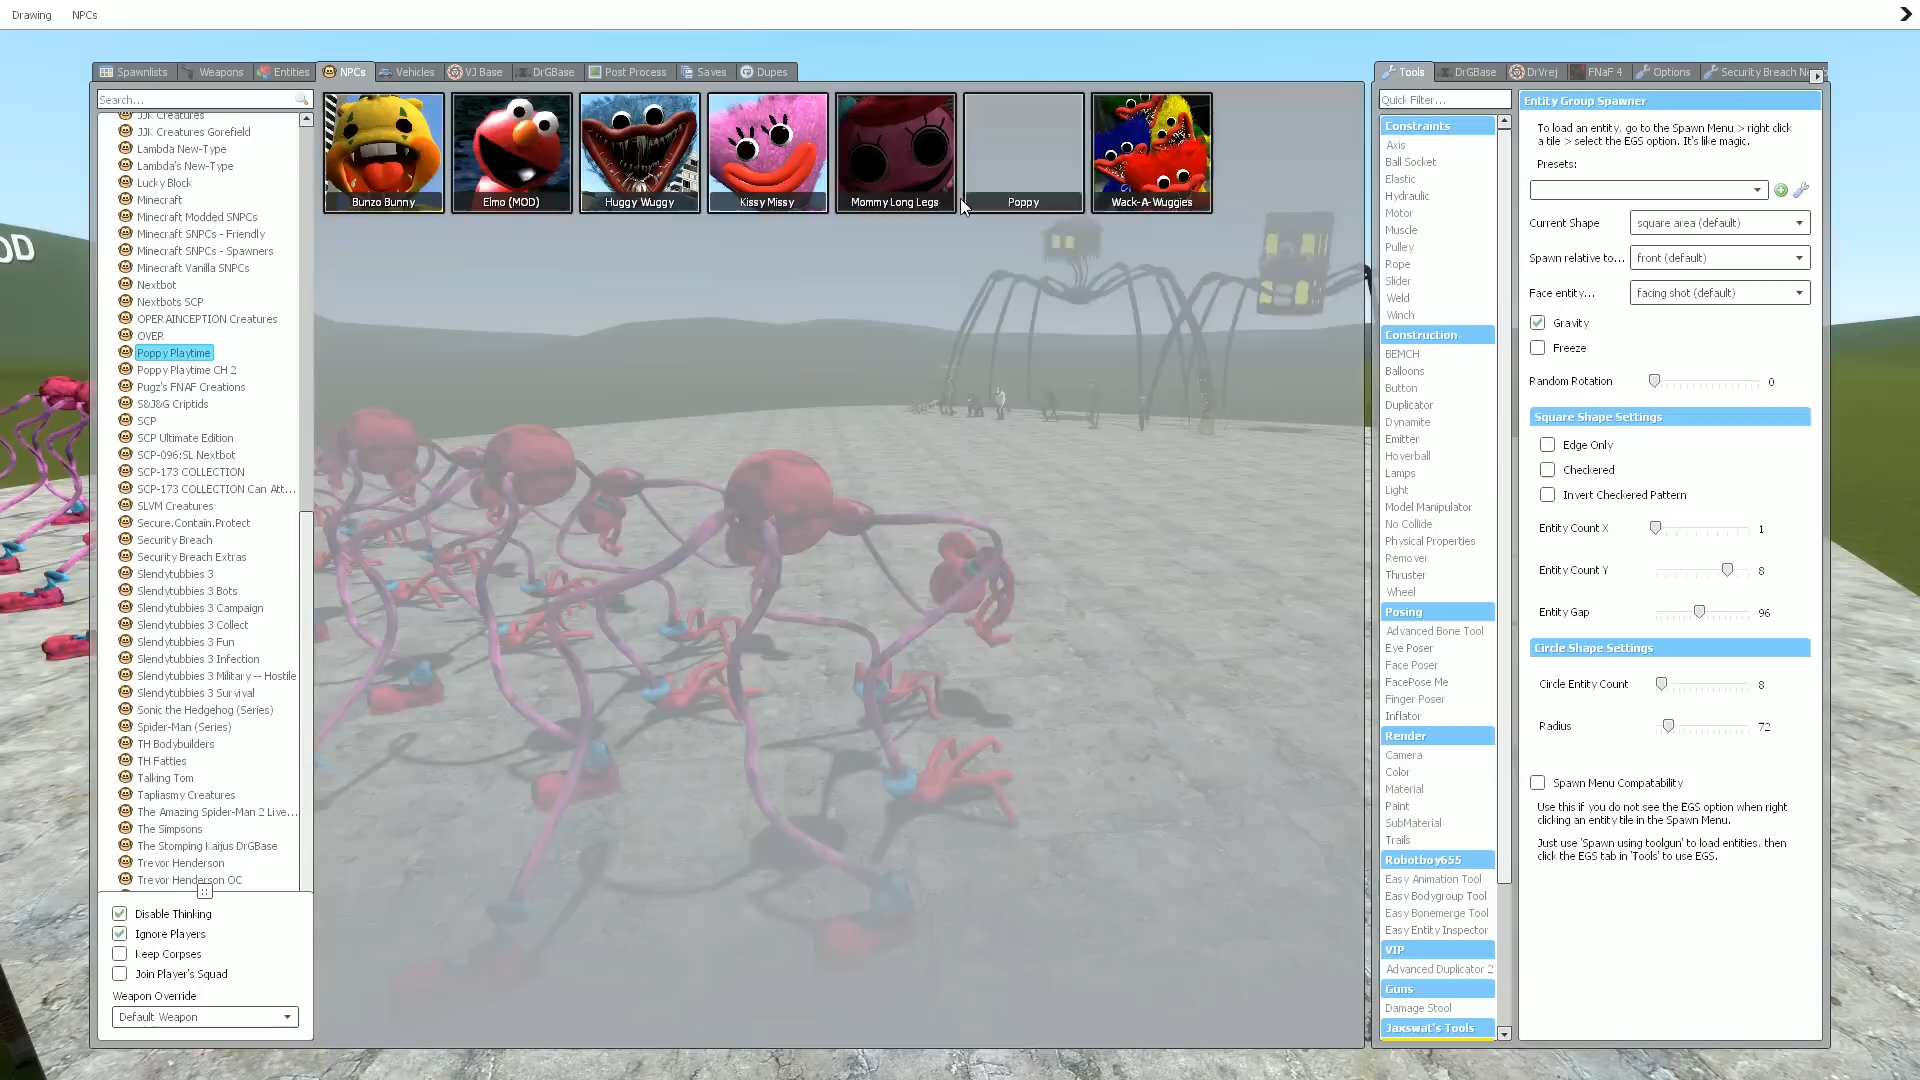 Drawing NPCs
Spawnlists Weapons Entities NPCs Vehicles VJ Base DrGBase Post Process Saves Dupes
Search...
JJK Creatures
JJK Creatures Gorefield
Lambda New-Type
Lambda's New-Type
Lucky Block
Minecraft
Minecraft Modded SNPCs
Minecraft SNPCs - Friendly
Minecraft SNPCs - Spawners
Minecraft Vanilla SNPCs
Nextbot
Nextbots SCP
OPERAINCEPTION Creatures
OVER
Poppy Playtime
Poppy Playtime CH 2
Pugz's FNAF Creations
S&J&G Criptids
SCP
SCP Ultimate Edition
SCP-096:SL Nextbot
SCP-173 COLLECTION
SCP-173 COLLECTION Can Att...
SLVM Creatures
Secure.Contain.Protect
Security Breach
Security Breach Extras
Slendytubbies 3
Slendytubbies 3 Bots
Slendytubbies 3 Campaign
Slendytubbies 3 Collect
Slendytubbies 3 Fun
Slendytubbies 3 Infection
Slendytubbies 3 Military -- Hostile
Slendytubbies 3 Survival
Sonic the Hedgehog (Series)
Spider-Man (Series)
TH Bodybuilders
TH Fatties
Talking Tom
Tapliasmy Creatures
The Amazing Spider-Man 2 Live...
The Simpsons
The Stomping Kaijus DrGBase
Trevor Henderson
Trevor Henderson OC
Disable Thinking
Ignore Players
Keep Corpses
Join Player's Squad
Weapon Override
Default Weapon
Bunzo Bunny Elmo (MOD) Huggy Wuggy Kissy Missy Mommy Long Legs Poppy Wack-A-Wuggies
OD
Tools DrGBase DrVrej FNaF 4 Options
Quick Filter...
Constraints
Axis
Ball Socket
Elastic
Hydraulic
Motor
Muscle
Pulley
Rope
Slider
Weld
Winch
Construction
BEMCH
Balloons
Button
Duplicator
Dynamite
Emitter
Hoverball
Lamps
Light
Model Manipulator
No Collide
Physical Properties
Remover
Thruster
Wheel
Posing
Advanced Bone Tool
Eye Poser
Face Poser
FacePose Me
Finger Poser
Inflator
Render
Camera
Color
Material
Paint
SubMaterial
Trails
Robotboy655
Easy Animation Tool
Easy Bodygroup Tool
Easy Bonemerge Tool
Easy Entity Inspector
VIP
Advanced Duplicator 2
Guns
Damage Stool
Jaxswat's Tools
Security Breach
Entity Group Spawner
To load an entity, go to the Spawn Menu > right click
a tile > select the EGS option. It's like magic.
Presets:
Current Shape square area (default)
Spawn relative to... front (default)
Face entity... facing shot (default)
Gravity
Freeze
Random Rotation 0
Square Shape Settings
Edge Only
Checkered
Invert Checkered Pattern
Entity Count X 1
Entity Count Y 8
Entity Gap 96
Circle Shape Settings
Circle Entity Count 8
Radius 72
Spawn Menu Compatability
Use this if you do not see the EGS option when right
clicking an entity tile in the Spawn Menu.
Just use 'Spawn using toolgun' to load entities, then
click the EGS tab in 'Tools' to use EGS.